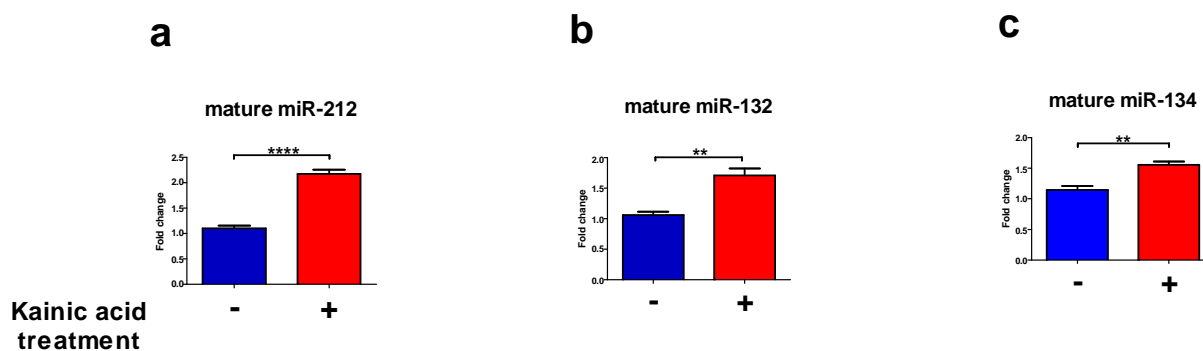 a
b
c
mature miR-212
mature miR-132
mature miR-134
****
**
**
Fold change
2.5
2.0
1.5
1.0
0.5
0.0
Fold change
2.0
1.5
1.0
0.5
0.0
Fold change
2.0
1.5
1.0
0.5
0.0
- +
- +
- +
Kainic acid
treatment